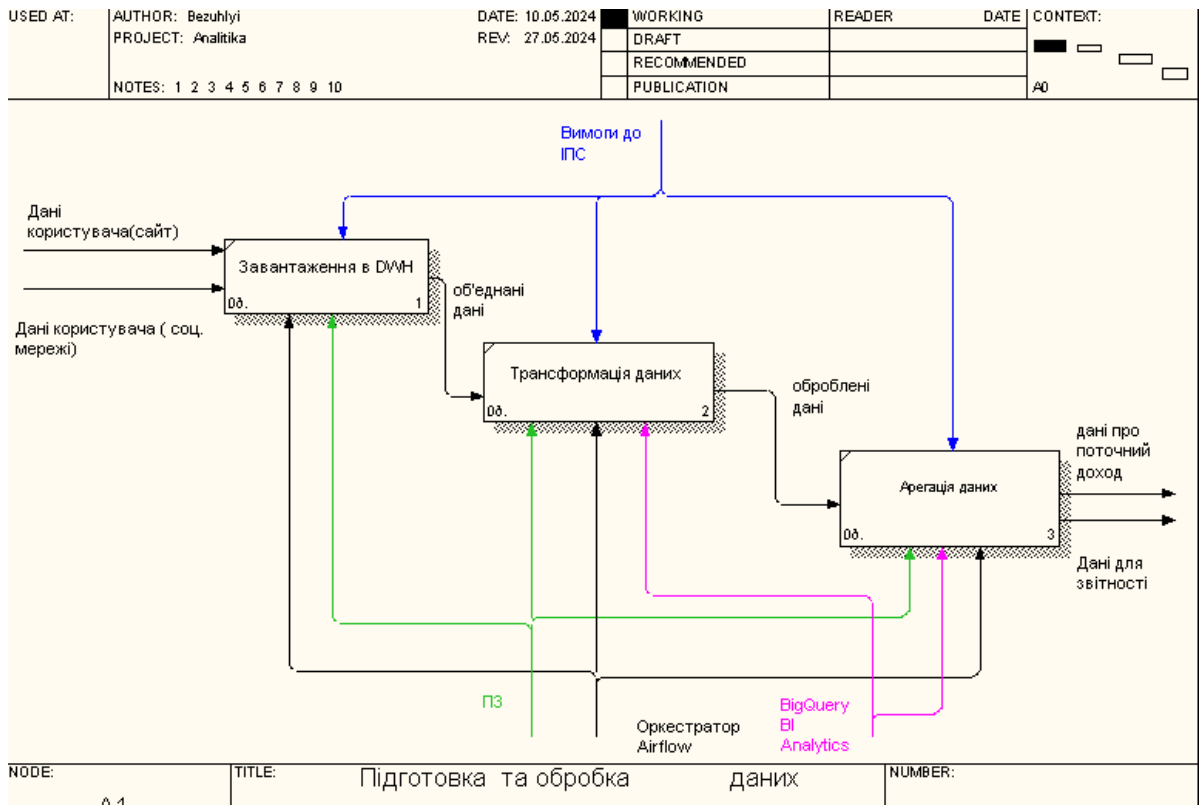 USED AT:
AUTHOR: Bezuhlyi
DATE: 10.05.2024
WORKING
READER
DATE
CONTEXT:
PROJECT: Analitika
REV: 27.05.2024
DRAFT
RECOMMENDED
NOTES: 1 2 3 4 5 6 7 8 9 10
PUBLICATION
A0
Вимоги до
ІПС
Дані
користувача(сайт)
Завантаження в DWH
0д.
1
Дані користувача ( соц.
мережі)
об'еднані
дані
Трансформація даних
0д.
2
оброблені
дані
Арегація даних
0д.
3
дані про
поточний
доход
Дані для
звітності
ПЗ
Оркестратор
Airflow
BigQuery
BI
Analytics
NODE:
TITLE:
Підготовка та обробка даних
NUMBER: